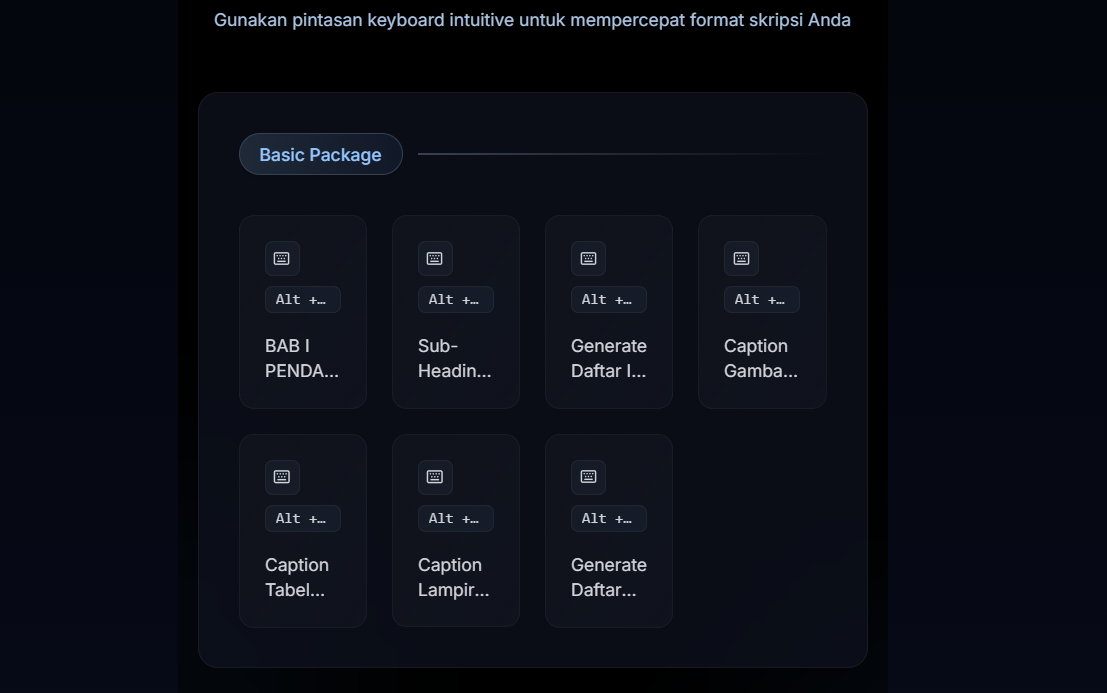 Gunakan pintasan keyboard intuitive untuk mempercepat format skripsi Anda
Basic Package
Alt +…
BAB I
PENDA…
Alt +…
Sub-
Headin…
Alt +…
Generate
Daftar I…
Alt +…
Caption
Gamba…
Alt +…
Caption
Tabel…
Alt +…
Caption
Lampir…
Alt +…
Generate
Daftar…